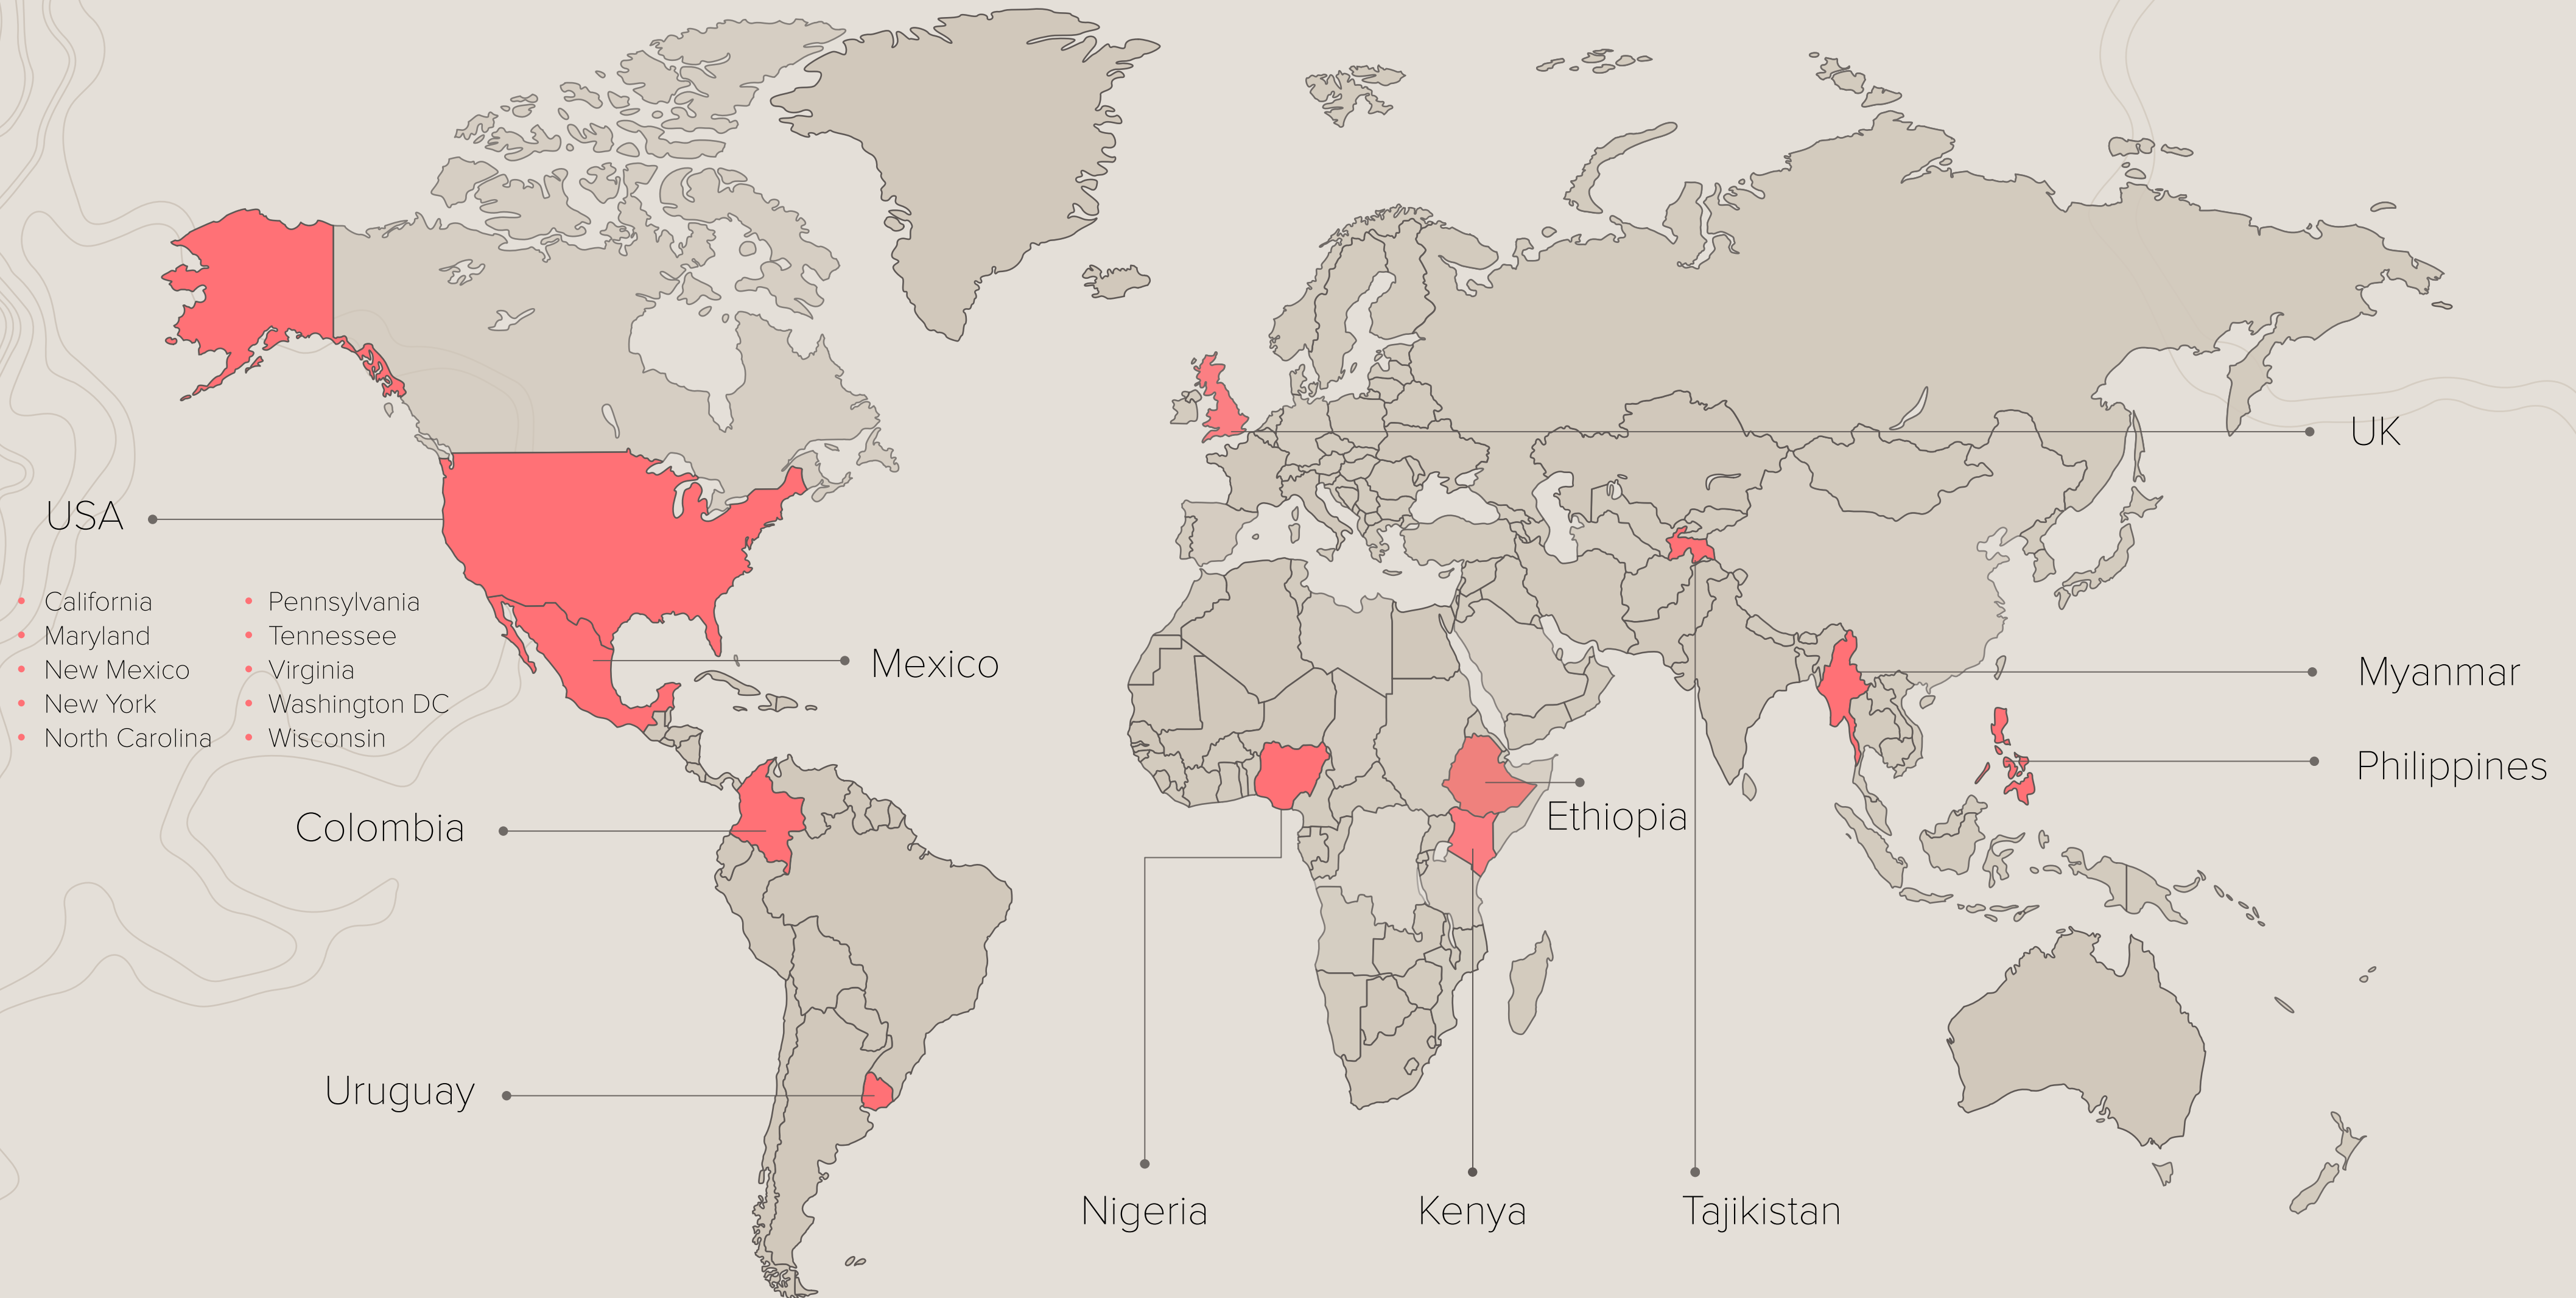 UK
USA
California
Maryland
New Mexico
New York
North Carolina
Pennsylvania
Tennessee
Virginia
Washington DC
Wisconsin
Mexico
Myanmar
Philippines
Ethiopia
Colombia
Uruguay
Nigeria
Kenya
Tajikistan